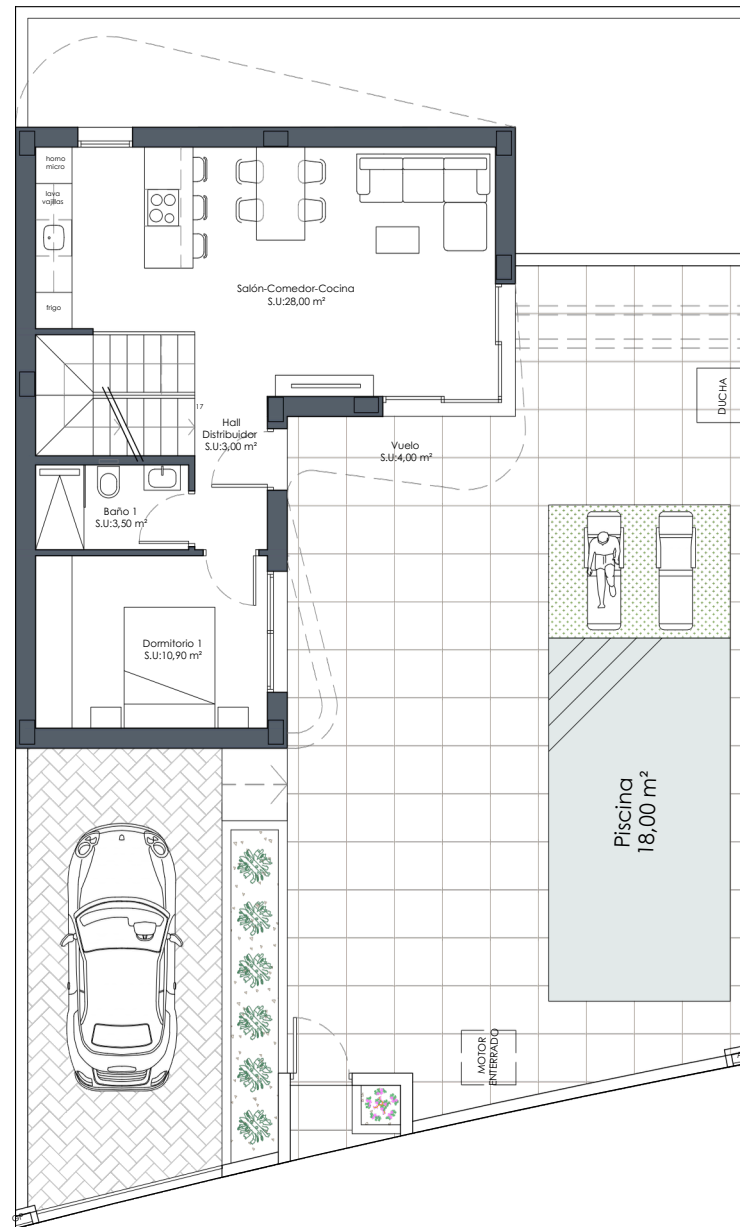 horno
micro
lava
vajillas
frigo
Salón-Comedor-Cocina
S.U:28,00 m²
17
Hall
Distribuidor
S.U:3,00 m²
Vuelo
S.U:4,00 m²
DUCHA
Baño 1
S.U:3,50 m²
Dormitorio 1
S.U:10,90 m²
Piscina
18,00 m²
MOTOR
ENTERRADO